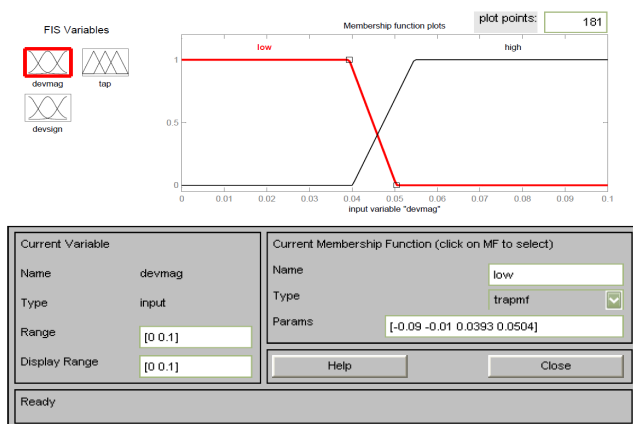 FIS Variables
Membership function plots
plot points:
181
devmag
tap
devsign
low
high
1
0.5
0
0
0.01
0.02
0.03
0.04
0.05
0.06
0.07
0.08
0.09
0.1
input variable "devmag"
Current Variable
Name
devmag
Type
input
Range
[0 0.1]
Display Range
[0 0.1]
Current Membership Function (click on MF to select)
Name
low
Type
trapmf
Params
[-0.09 -0.01 0.0393 0.0504]
Help
Close
Ready